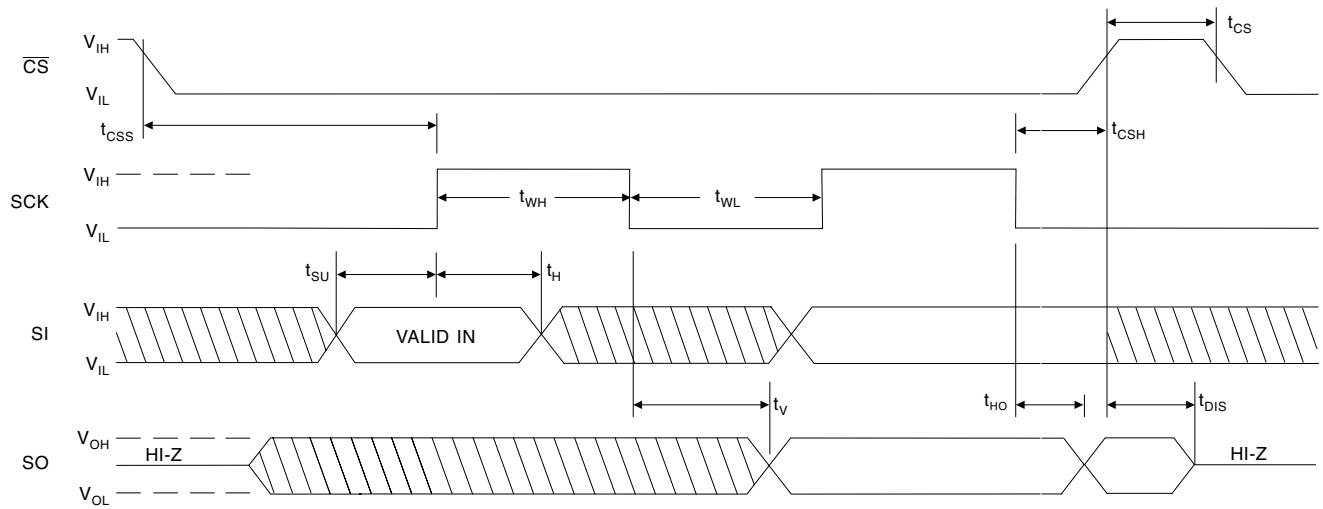 t_CS
V_IH
C̅S̅
V_IL
t_CSS
t_CSH
V_IH
SCK
t_WH
t_WL
V_IL
t_SU
t_H
V_IH
SI
VALID IN
V_IL
t_V
t_HO
t_DIS
V_OH
SO
HI-Z
HI-Z
V_OL